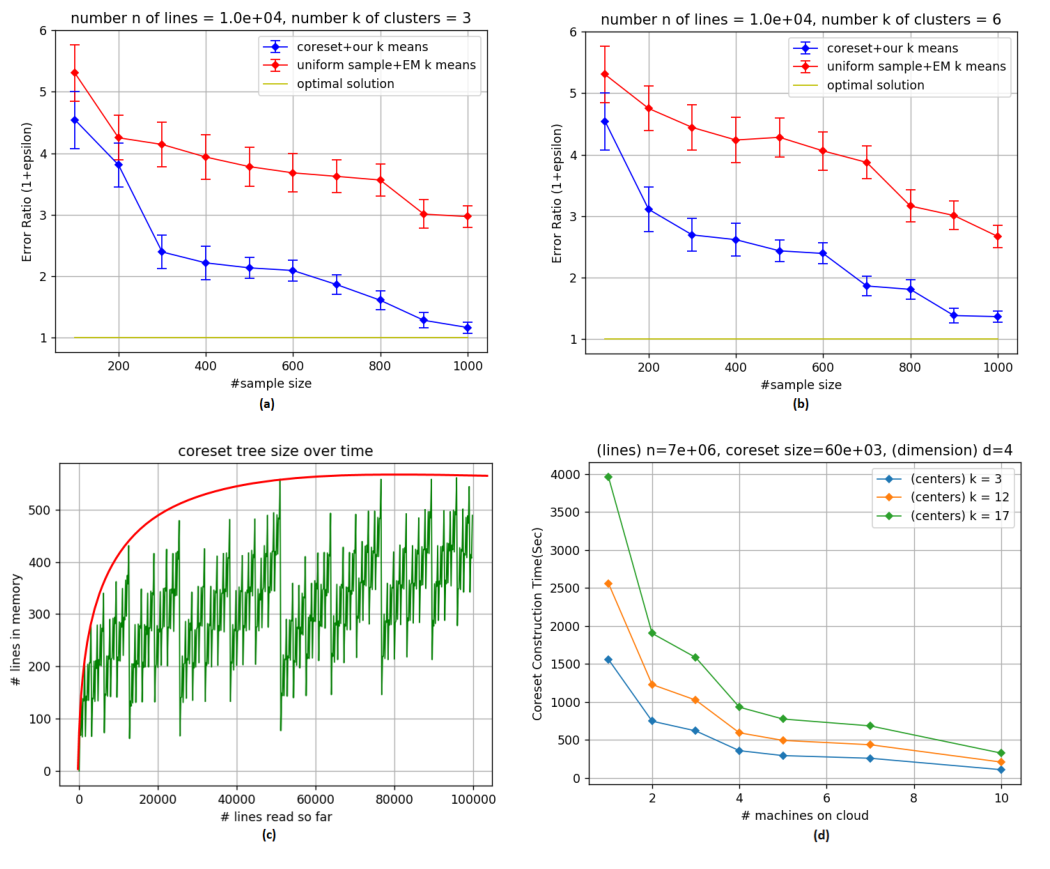 number n of lines = 1.0e+04, number k of clusters = 3
6
5
4
3
2
1
Error Ratio (1+epsilon)
coreset+our k means
uniform sample+EM k means
optimal solution
200 400 600 800 1000
#sample size
(a)
number n of lines = 1.0e+04, number k of clusters = 6
6
5
4
3
2
1
Error Ratio (1+epsilon)
coreset+our k means
uniform sample+EM k means
optimal solution
200 400 600 800 1000
#sample size
(b)
coreset tree size over time
500
400
300
200
100
0
# lines in memory
0 20000 40000 60000 80000 100000
# lines read so far
(c)
(lines) n=7e+06, coreset size=60e+03, (dimension) d=4
4000
3500
3000
2500
2000
1500
1000
500
0
Coreset Construction Time(Sec)
(centers) k = 3
(centers) k = 12
(centers) k = 17
2 4 6 8 10
# machines on cloud
(d)